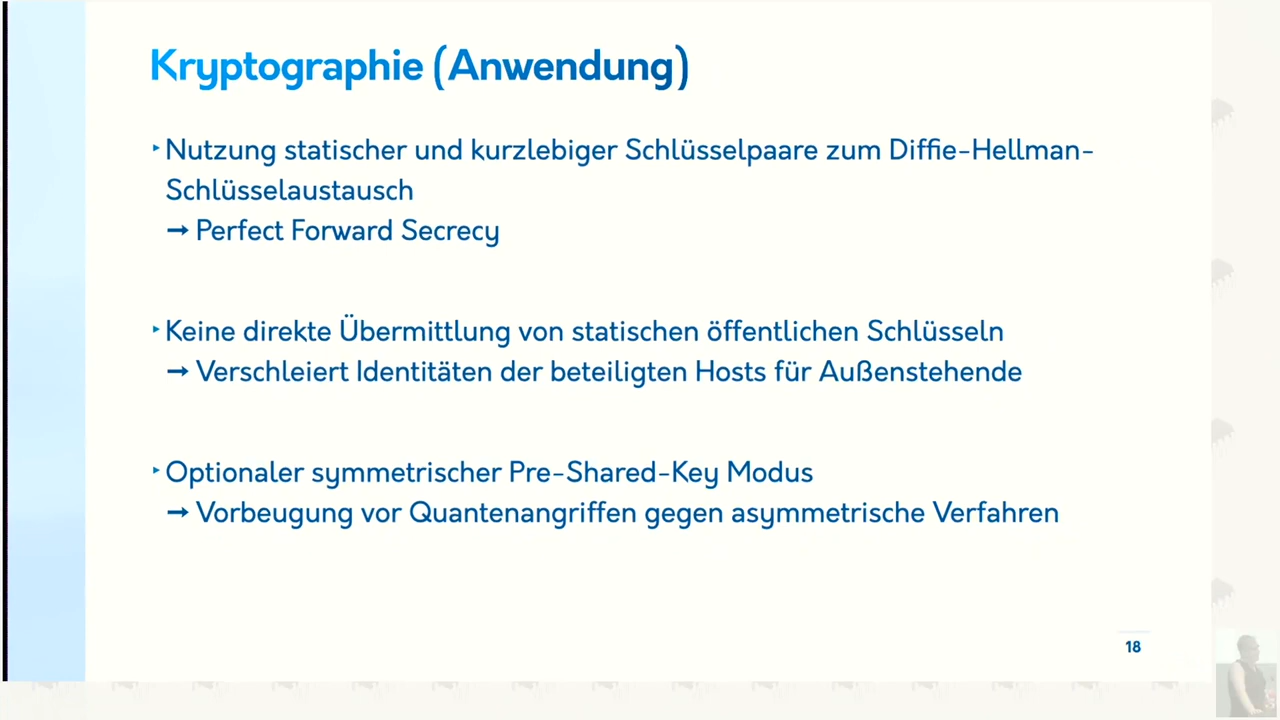 Kryptographie (Anwendung)
‣ Nutzung statischer und kurzlebiger Schlüsselpaare zum Diffie-Hellman-
Schlüsselaustausch
→ Perfect Forward Secrecy
‣ Keine direkte Übermittlung von statischen öffentlichen Schlüsseln
→ Verschleiert Identitäten der beteiligten Hosts für Außenstehende
‣ Optionaler symmetrischer Pre-Shared-Key Modus
→ Vorbeugung vor Quantenangriffen gegen asymmetrische Verfahren
18